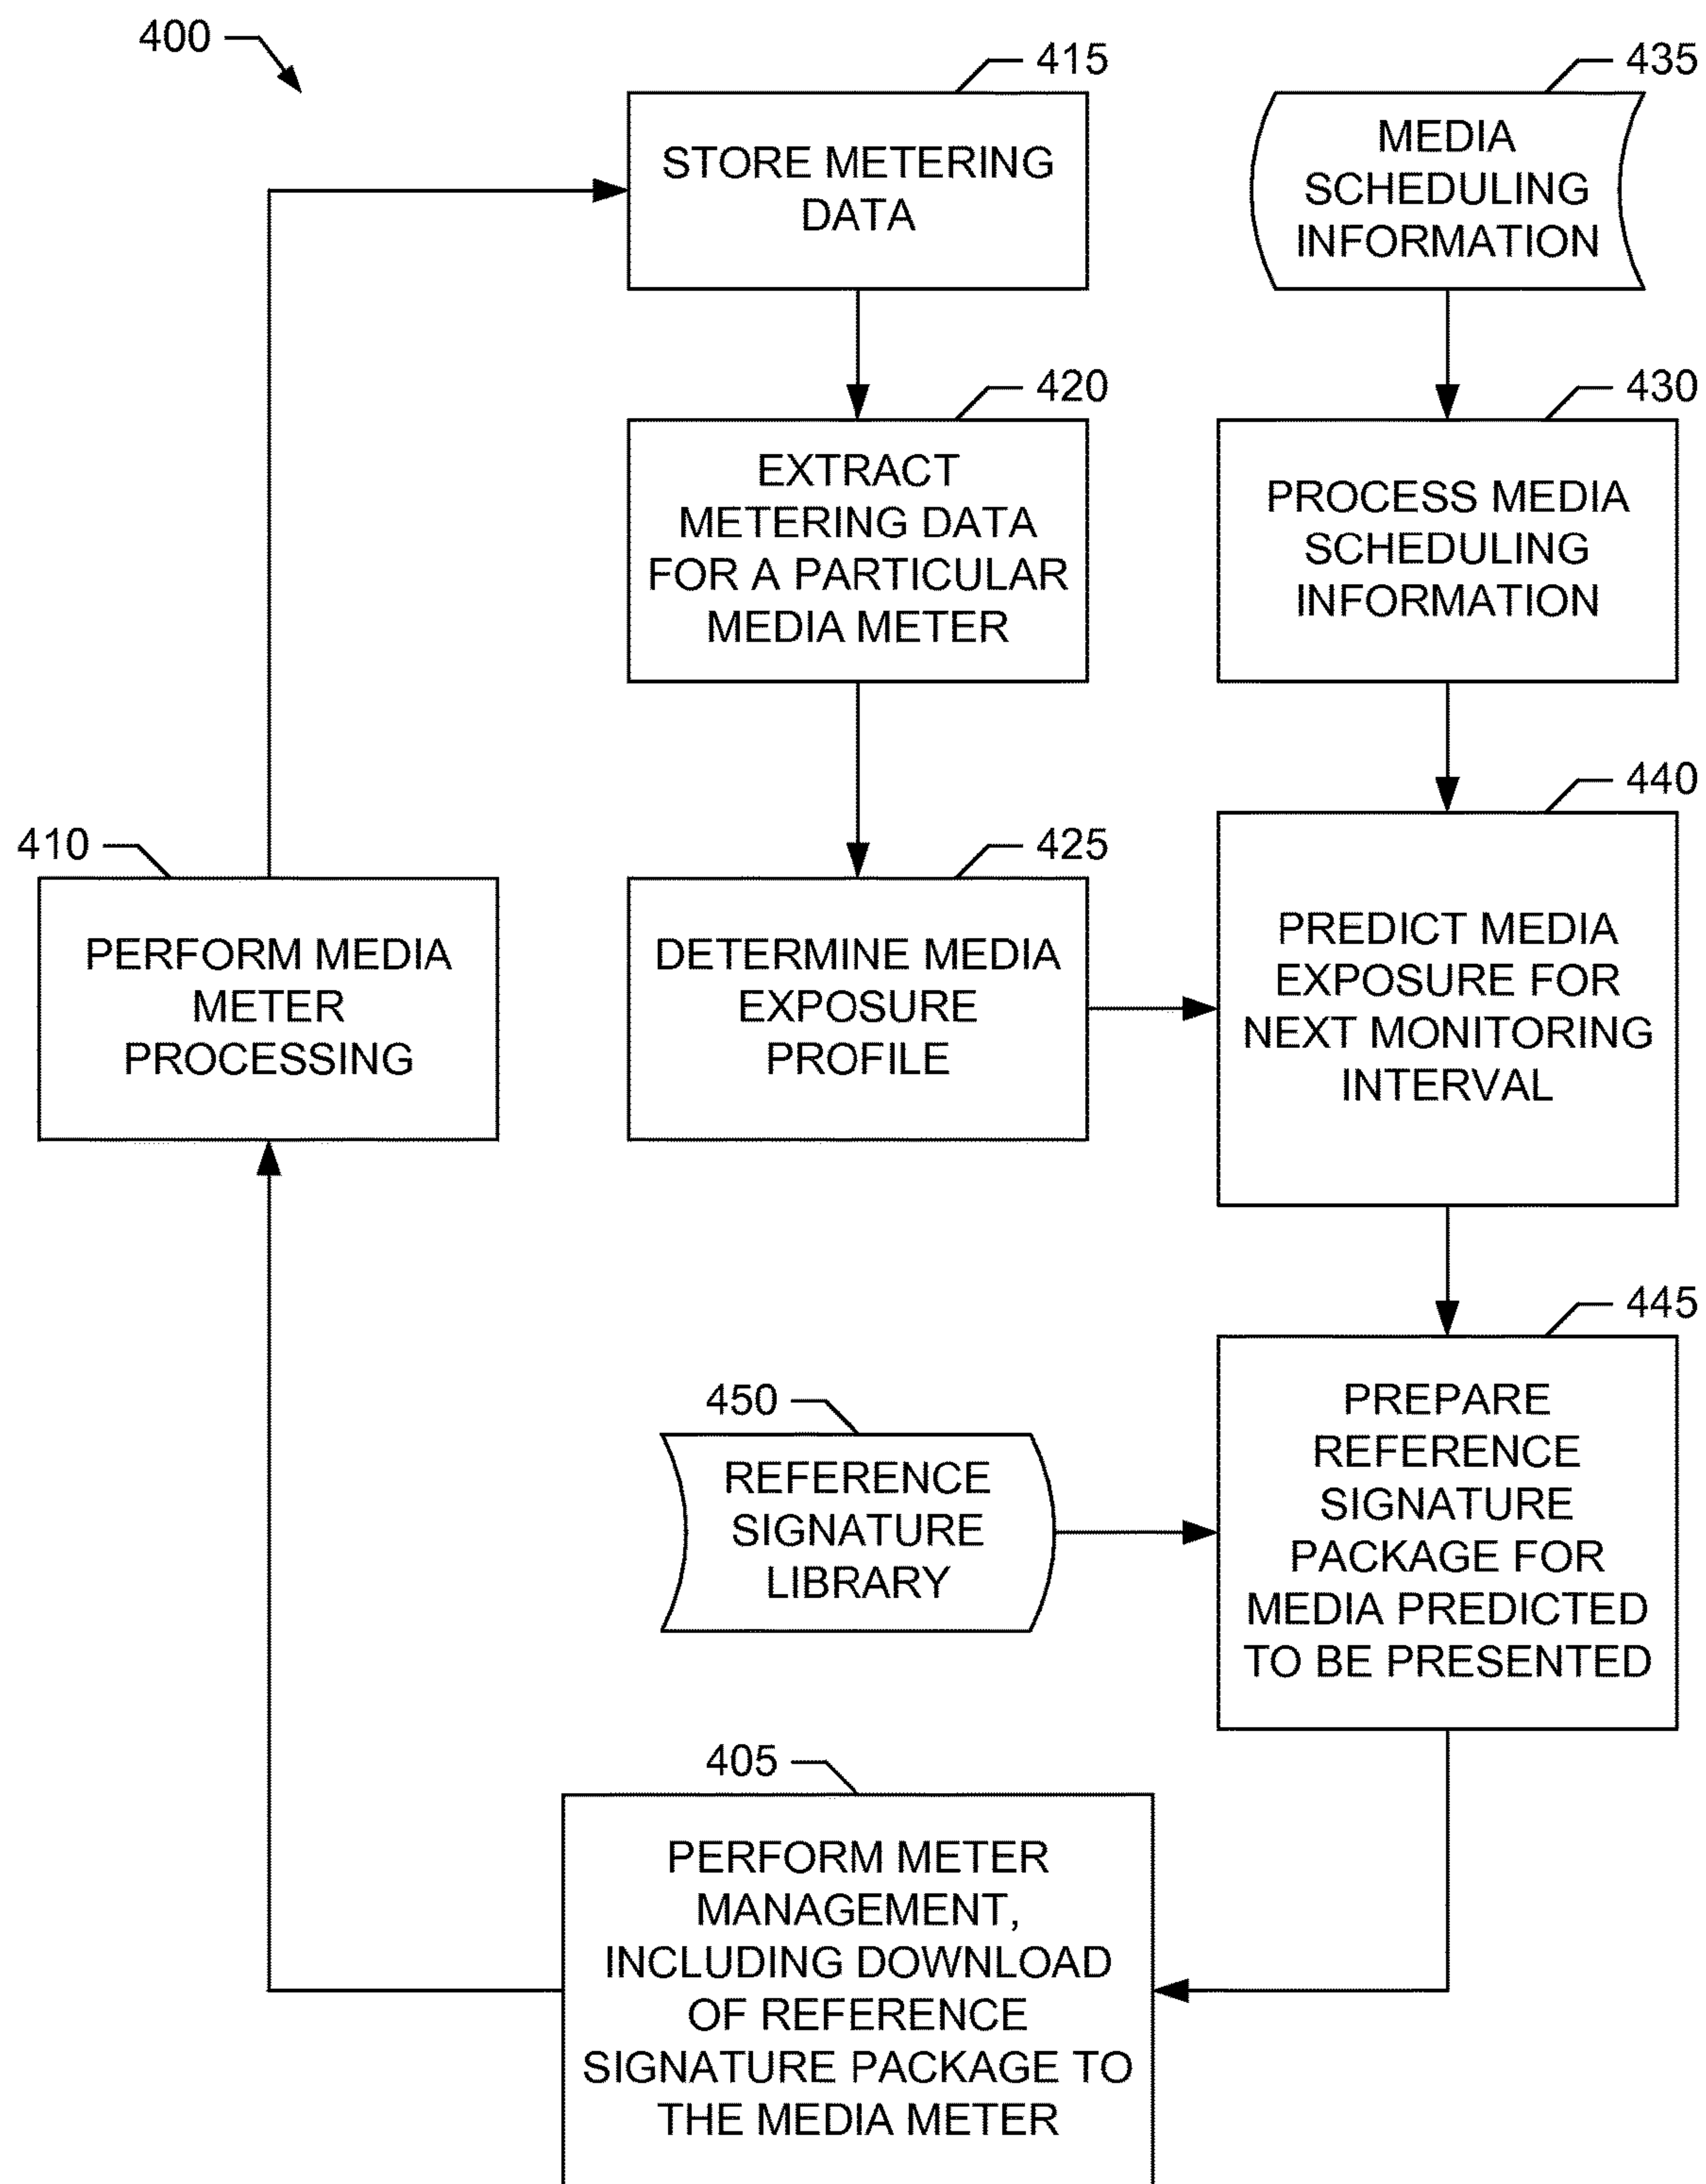 400
415
STORE METERING
DATA
435
MEDIA
SCHEDULING
INFORMATION
420
EXTRACT
METERING DATA
FOR A PARTICULAR
MEDIA METER
430
PROCESS MEDIA
SCHEDULING
INFORMATION
410
PERFORM MEDIA
METER
PROCESSING
425
DETERMINE MEDIA
EXPOSURE
PROFILE
440
PREDICT MEDIA
EXPOSURE FOR
NEXT MONITORING
INTERVAL
450
REFERENCE
SIGNATURE
LIBRARY
445
PREPARE
REFERENCE
SIGNATURE
PACKAGE FOR
MEDIA PREDICTED
TO BE PRESENTED
405
PERFORM METER
MANAGEMENT,
INCLUDING DOWNLOAD
OF REFERENCE
SIGNATURE PACKAGE TO
THE MEDIA METER